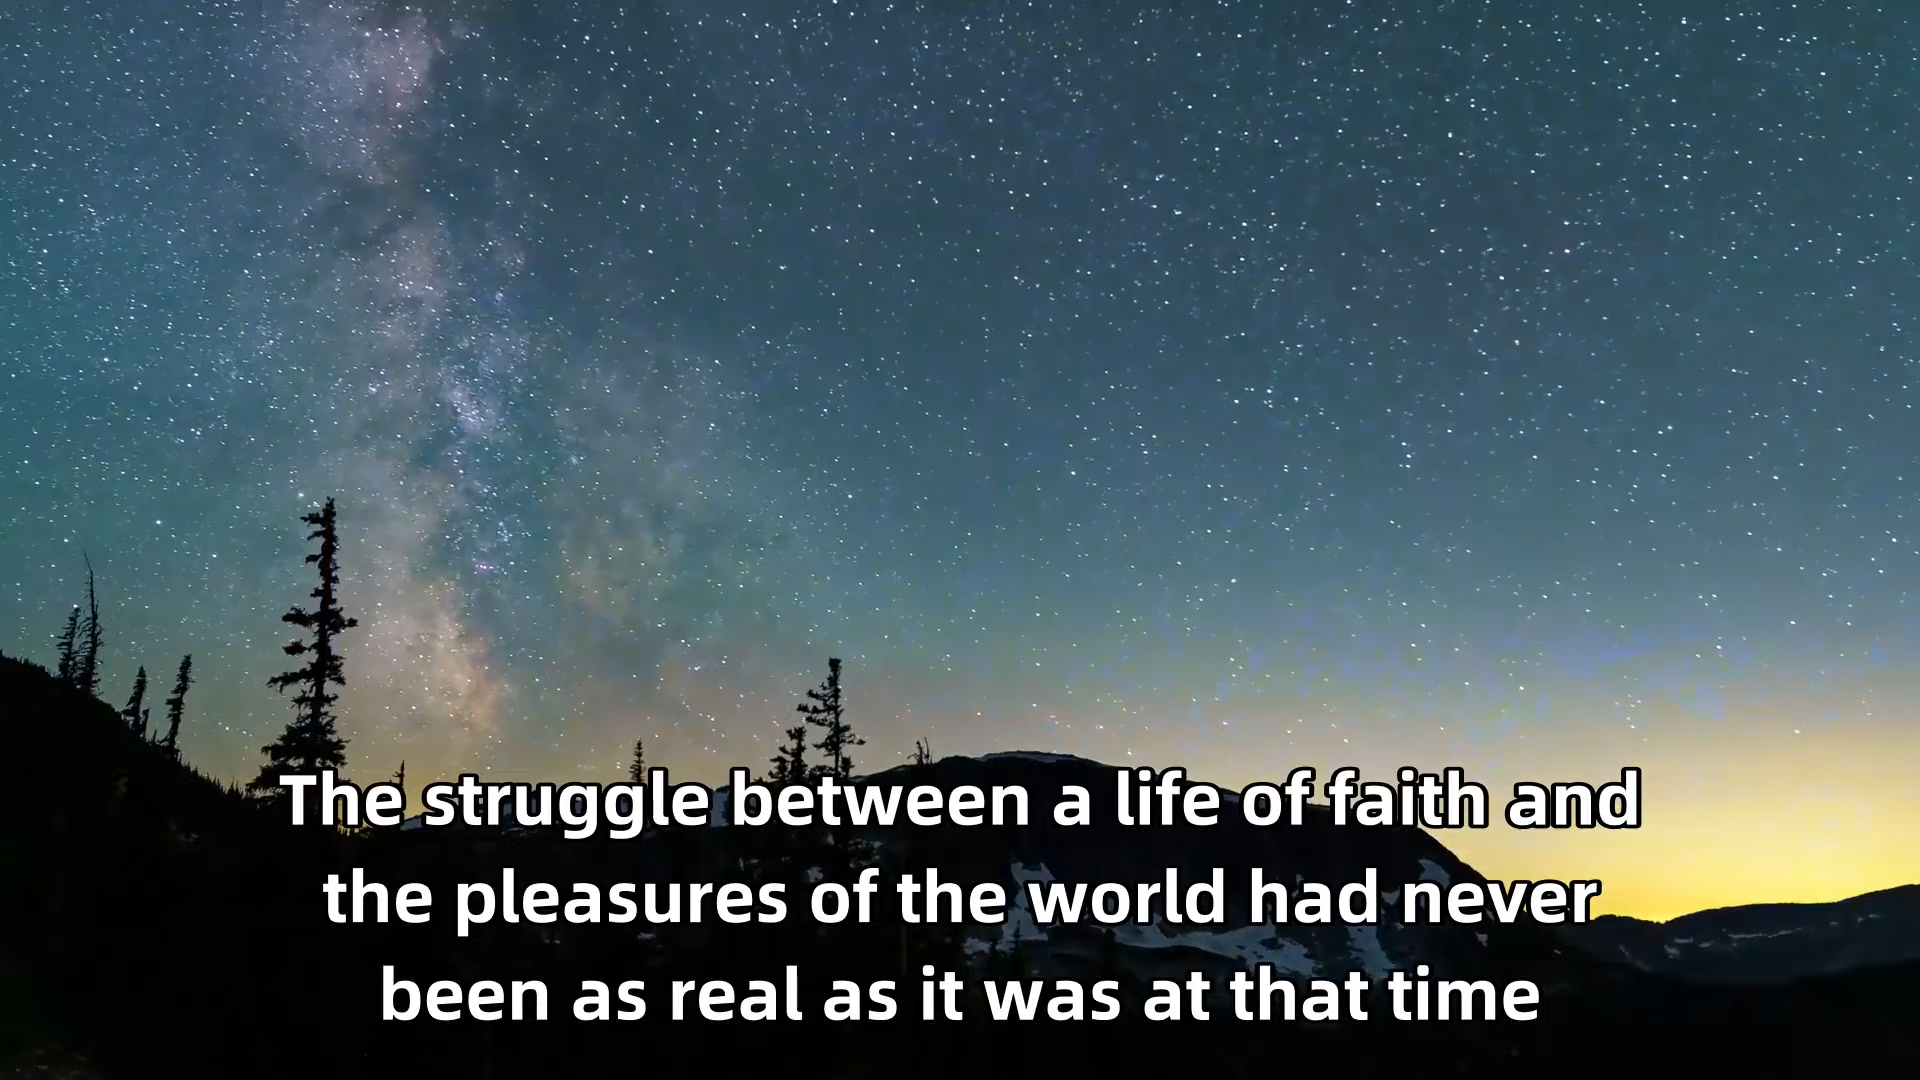 The struggle between a life of faith and
the pleasures of the world had never
been as real as it was at that time